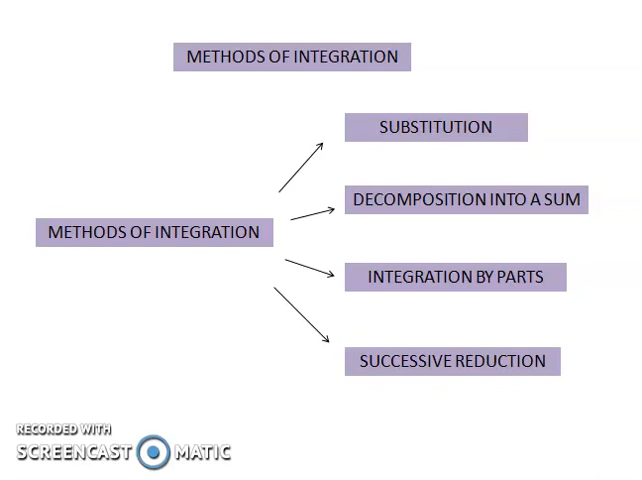 METHODS OF INTEGRATION
SUBSTITUTION
DECOMPOSITION INTO A SUM
METHODS OF INTEGRATION
INTEGRATION BY PARTS
SUCCESSIVE REDUCTION
RECORDED WITH
SCREENCAST MATIC